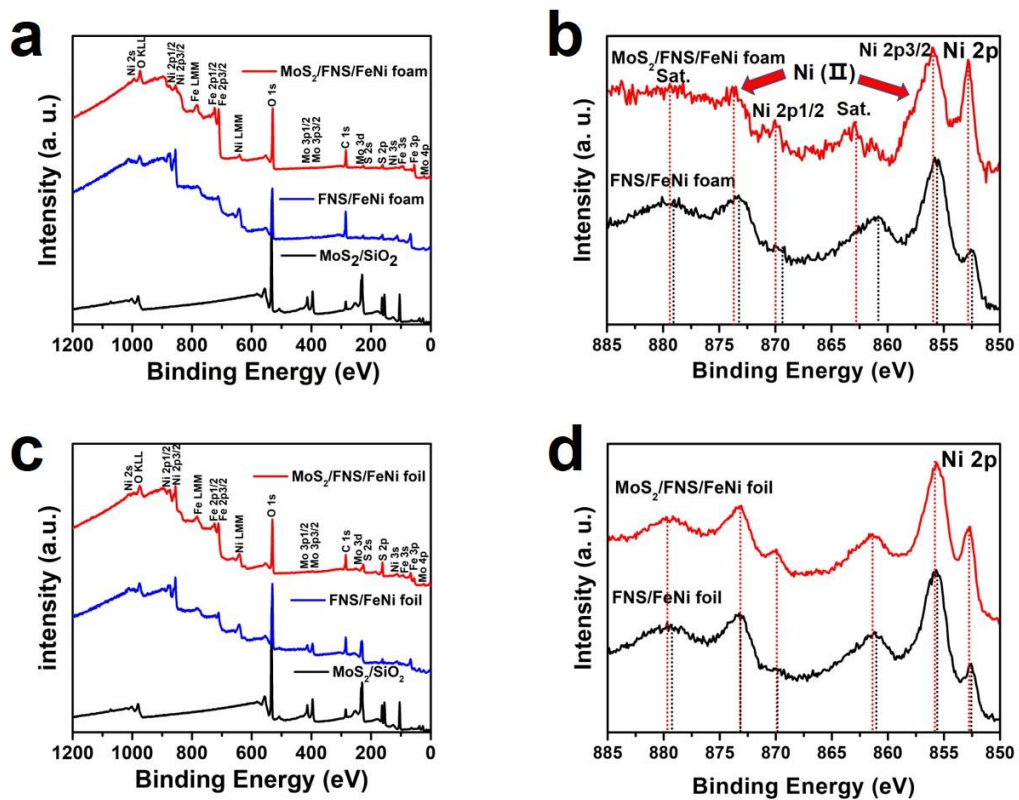 a
Ni 2s
O KLL
Ni 2p1/2
Ni 2p3/2
Fe LMM
Fe 2p1/2
Fe 2p3/2
Ni LMM
O 1s
Mo 3p1/2
Mo 3p3/2
C 1s
Mo 3d
S 2s
S 2p
Ni 3s
Fe 3s
Fe 3p
Mo 4p
MoS2/FNS/FeNi foam
FNS/FeNi foam
MoS2/SiO2
Intensity (a. u.)
1200 1000 800 600 400 200 0
Binding Energy (eV)
b
MoS2/FNS/FeNi foam
Sat.
Ni (II)
Ni 2p3/2
Ni 2p
Ni 2p1/2
Sat.
FNS/FeNi foam
Intensity (a. u.)
885 880 875 870 865 860 855 850
Binding Energy (eV)
c
Ni 2s
O KLL
Ni 2p1/2
Ni 2p3/2
Fe LMM
Fe 2p1/2
Fe 2p3/2
Ni LMM
O 1s
Mo 3p1/2
Mo 3p3/2
C 1s
Mo 3d
S 2s
S 2p
Ni 3s
Fe 3s
Fe 3p
Mo 4p
MoS2/FNS/FeNi foil
FNS/FeNi foil
MoS2/SiO2
intensity (a.u.)
1200 1000 800 600 400 200 0
Binding Energy (eV)
d
Ni 2p
MoS2/FNS/FeNi foil
FNS/FeNi foil
Intensity (a. u.)
885 880 875 870 865 860 855 850
Binding Energy (eV)